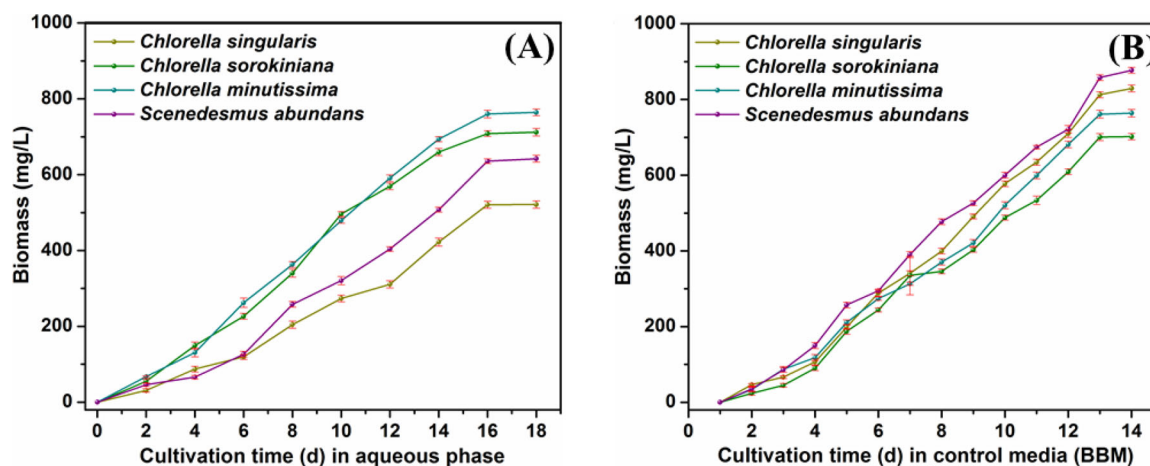 (A)
Chlorella singularis
Chlorella sorokiniana
Chlorella minutissima
Scenedesmus abundans
Biomass (mg/L)
1000
800
600
400
200
0
0 2 4 6 8 10 12 14 16 18
Cultivation time (d) in aqueous phase
(B)
Chlorella singularis
Chlorella sorokiniana
Chlorella minutissima
Scenedesmus abundans
Biomass (mg/L)
1000
800
600
400
200
0
0 2 4 6 8 10 12 14
Cultivation time (d) in control media (BBM)